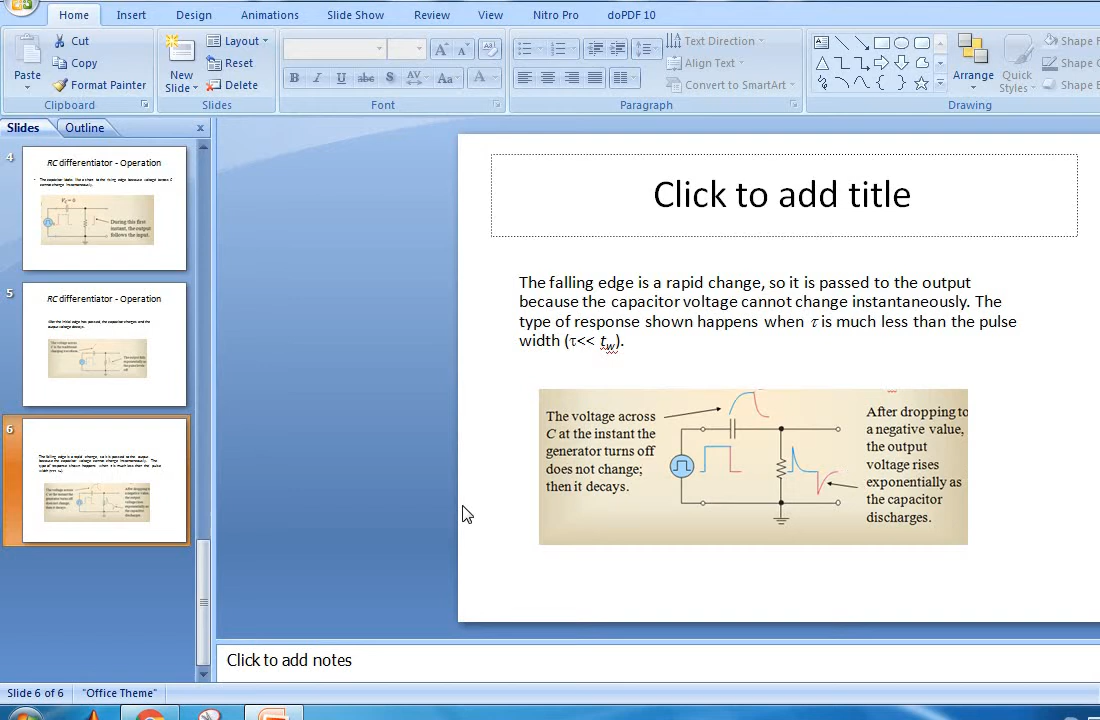 Home Insert Design Animations Slide Show Review View Nitro Pro doPDF 10
Cut
Copy
Format Painter
Paste
Clipboard
New
Slide
Layout
Reset
Delete
Slides
B I U abc S AV Aa A
Font
Text Direction
Align Text
Convert to SmartArt
Paragraph
Arrange
Quick
Styles
Shape F
Shape
Shape E
Drawing
Slides Outline x
4
RC differentiator - Operation
During this first
instant, the output
follows the input.
5
RC differentiator - Operation
6
Click to add title
The falling edge is a rapid change, so it is passed to the output
because the capacitor voltage cannot change instantaneously. The
type of response shown happens when τ is much less than the pulse
width (τ<< tw).
The voltage across
C at the instant the
generator turns off
does not change;
then it decays.
After dropping to
a negative value,
the output
voltage rises
exponentially as
the capacitor
discharges.
Click to add notes
Slide 6 of 6
"Office Theme"